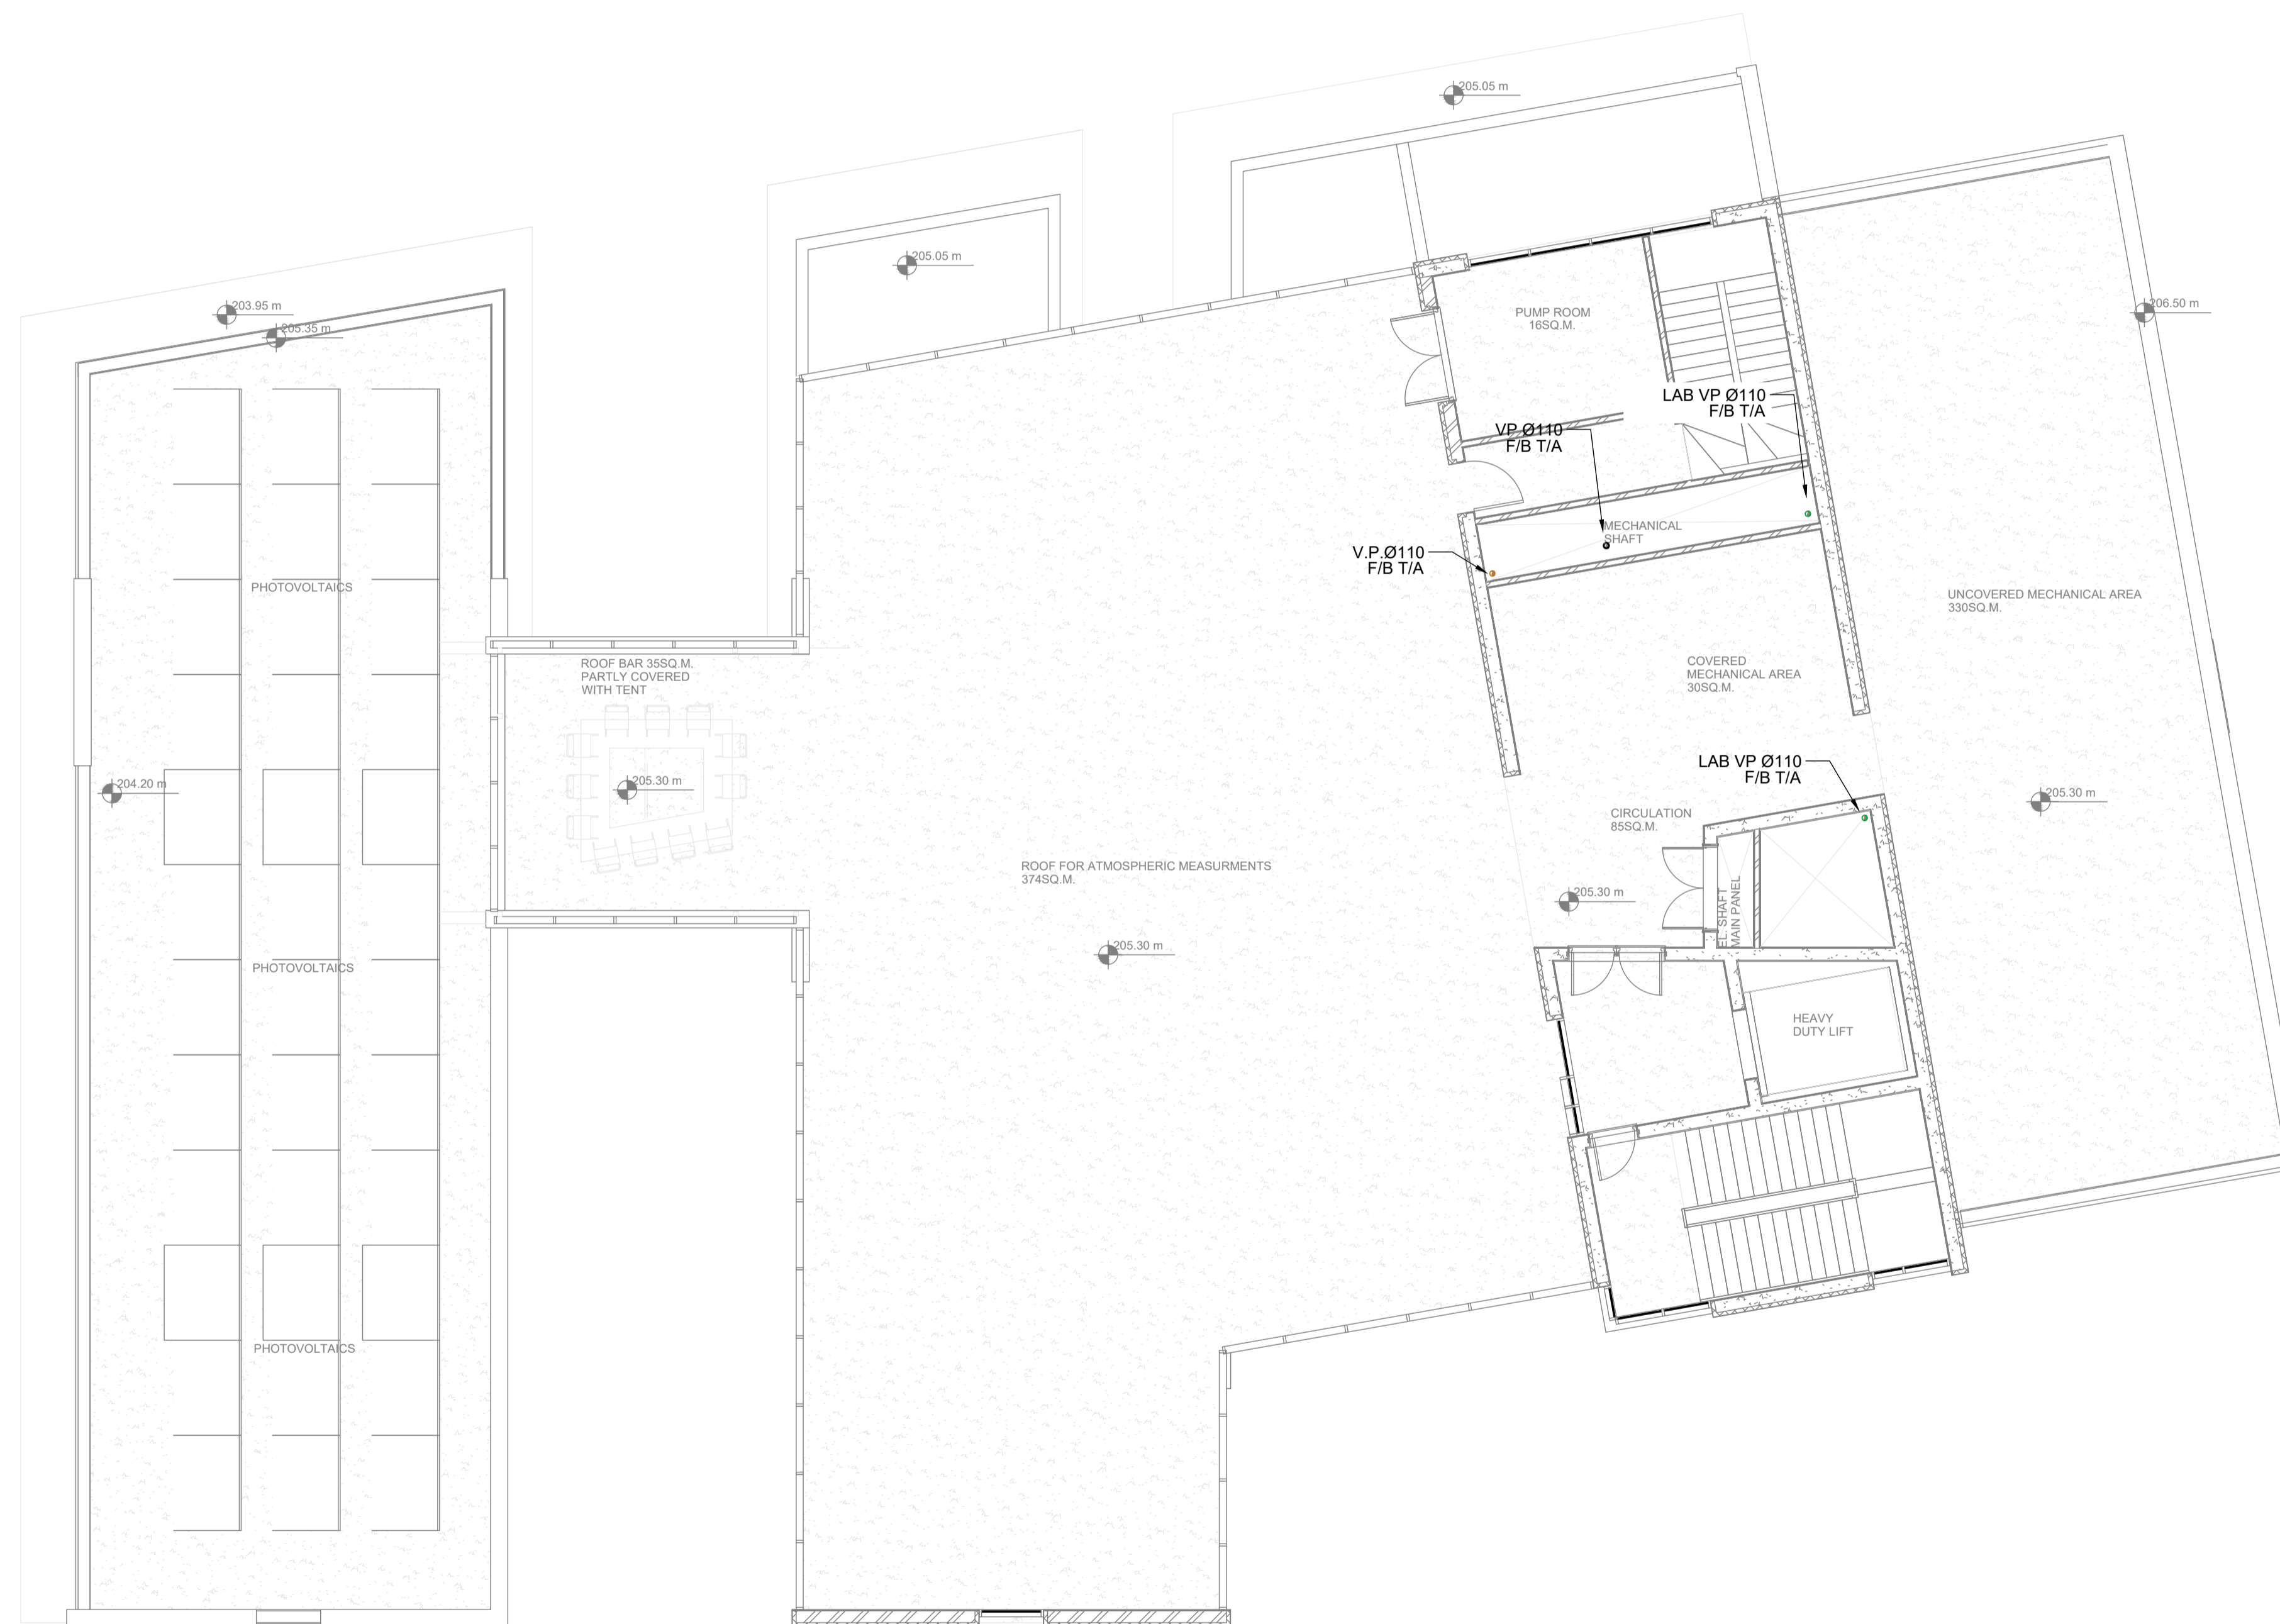 205.05 m
205.05 m
203.95 m
205.35 m
206.50 m
PUMP ROOM
16SQ.M.
LAB VP Ø110
F/B T/A
VP Ø110
F/B T/A
MECHANICAL
SHAFT
V.P.Ø110
F/B T/A
PHOTOVOLTAICS
UNCOVERED MECHANICAL AREA
330SQ.M.
ROOF BAR 35SQ.M.
PARTLY COVERED
WITH TENT
COVERED
MECHANICAL AREA
30SQ.M.
204.20 m
205.30 m
LAB VP Ø110
F/B T/A
205.30 m
CIRCULATION
85SQ.M.
ROOF FOR ATMOSPHERIC MEASURMENTS
374SQ.M.
205.30 m
EL. SHAFT
MAIN PANEL
205.30 m
PHOTOVOLTAICS
HEAVY
DUTY LIFT
PHOTOVOLTAICS